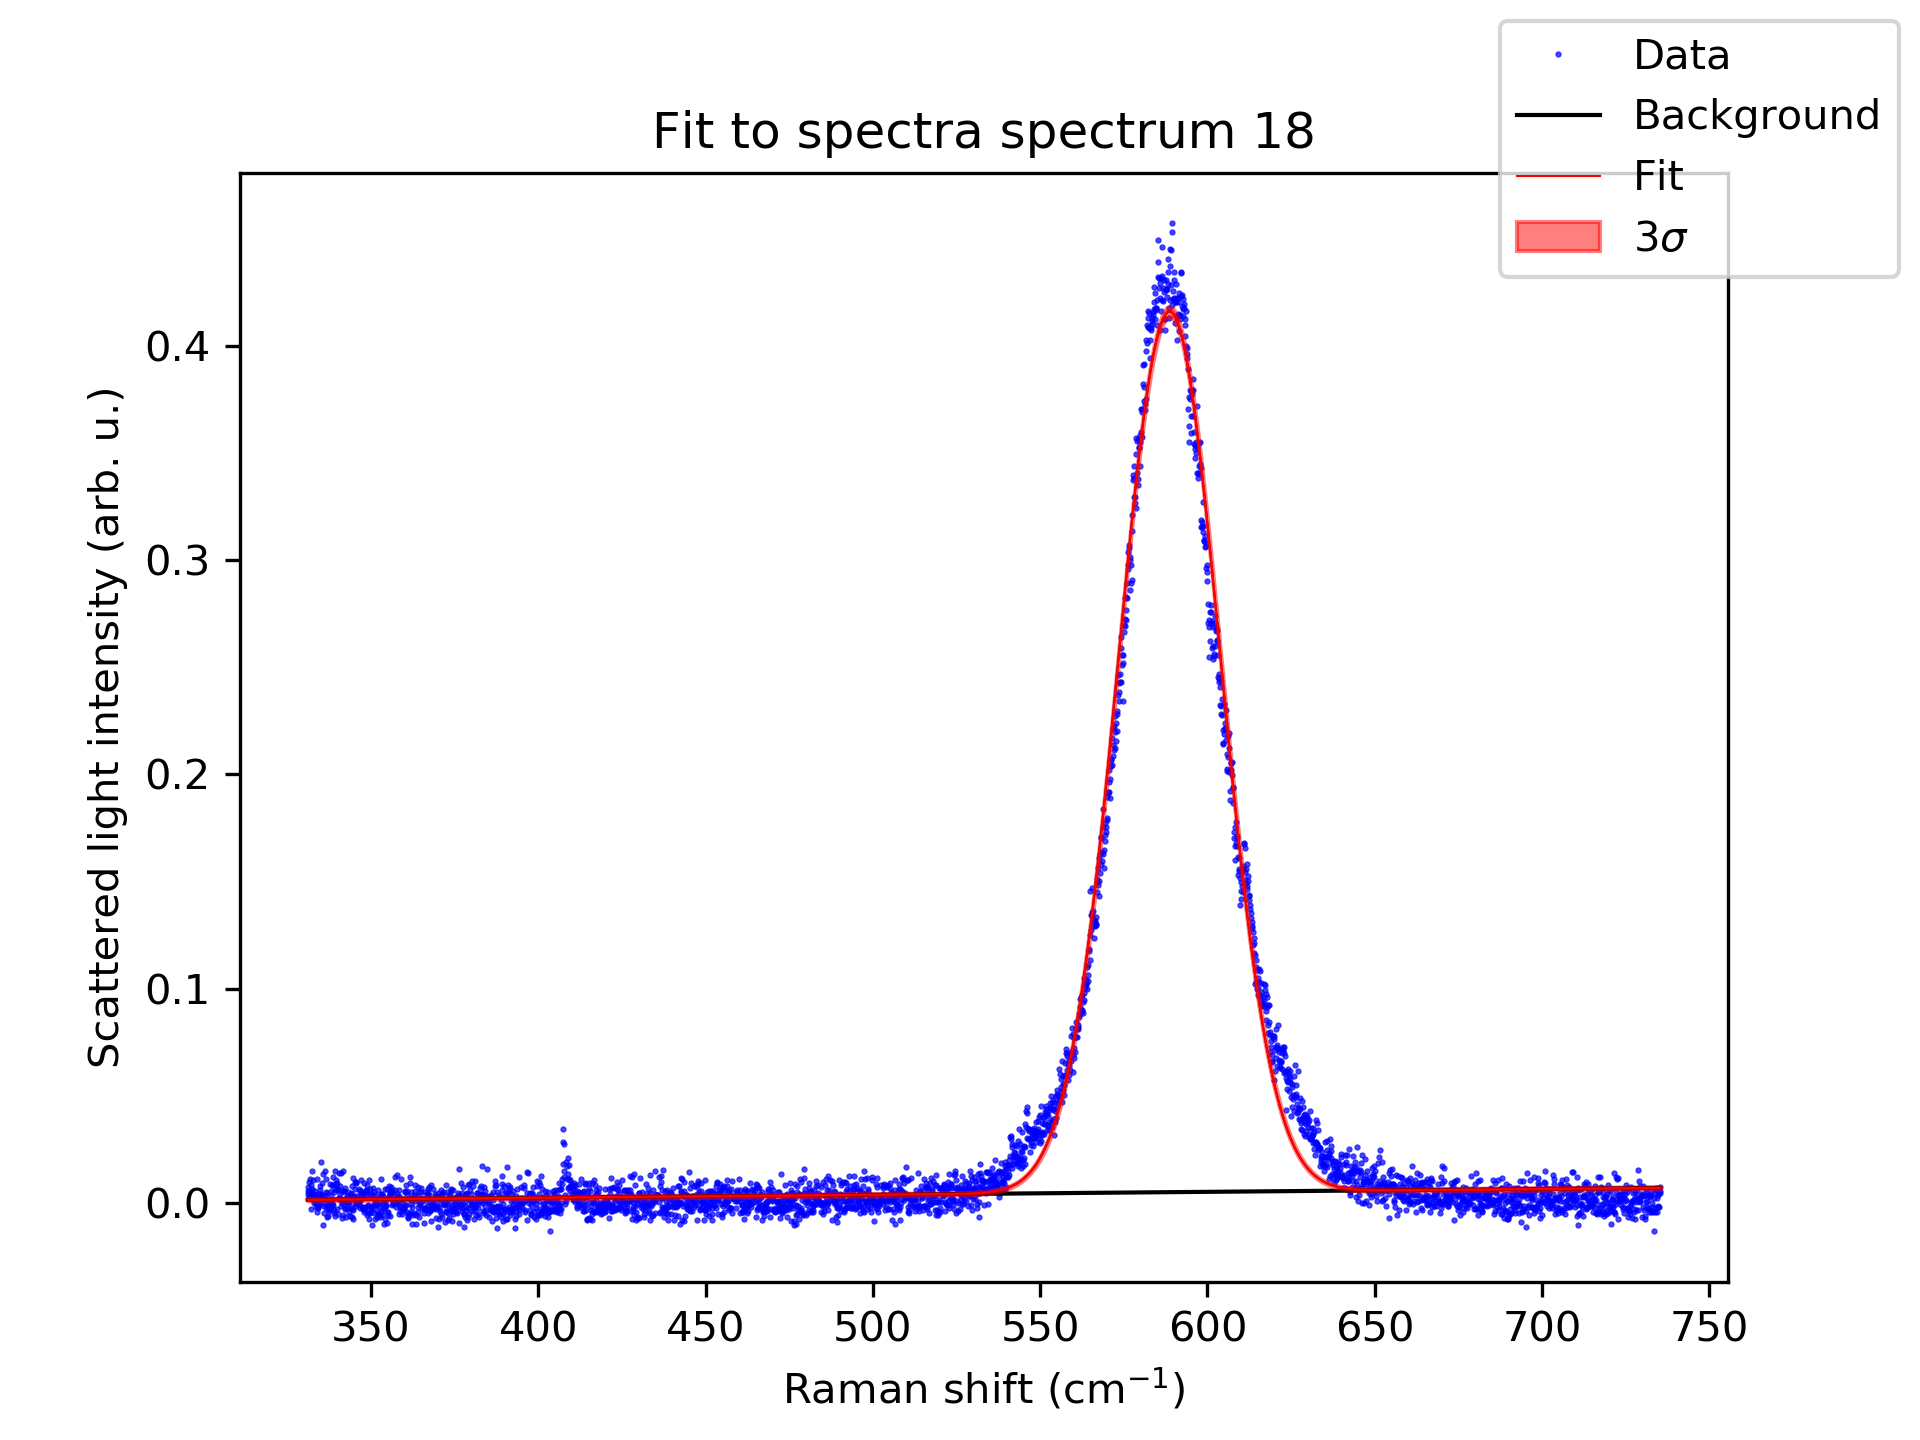 Data
Background
Fit
3σ
Fit to spectra spectrum 18
Scattered light intensity (arb. u.)
0.4
0.3
0.2
0.1
0.0
350 400 450 500 550 600 650 700 750
Raman shift (cm⁻¹)